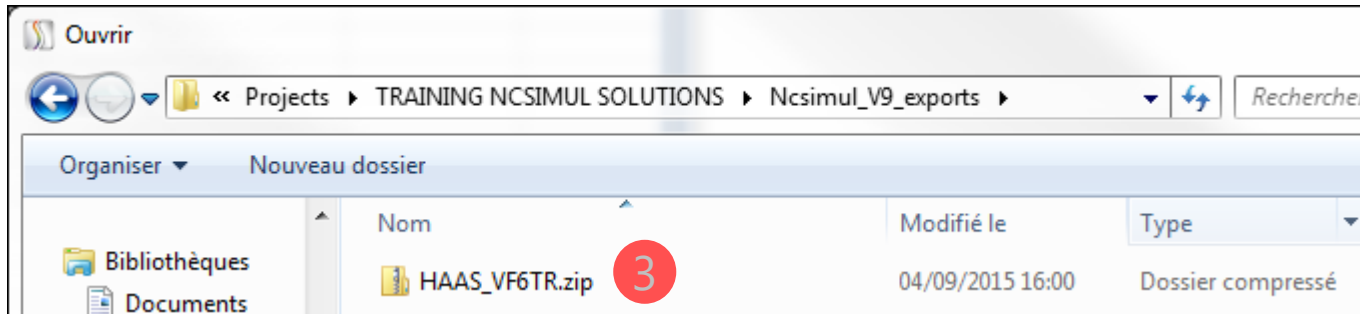 Ouvrir
« Projects ▸ TRAINING NCSIMUL SOLUTIONS ▸ Ncsimul_V9_exports ▸ Rechercher
Organiser ▾ Nouveau dossier
Nom Modifié le Type
Bibliothèques
HAAS_VF6TR.zip 3 04/09/2015 16:00 Dossier compressé
Documents